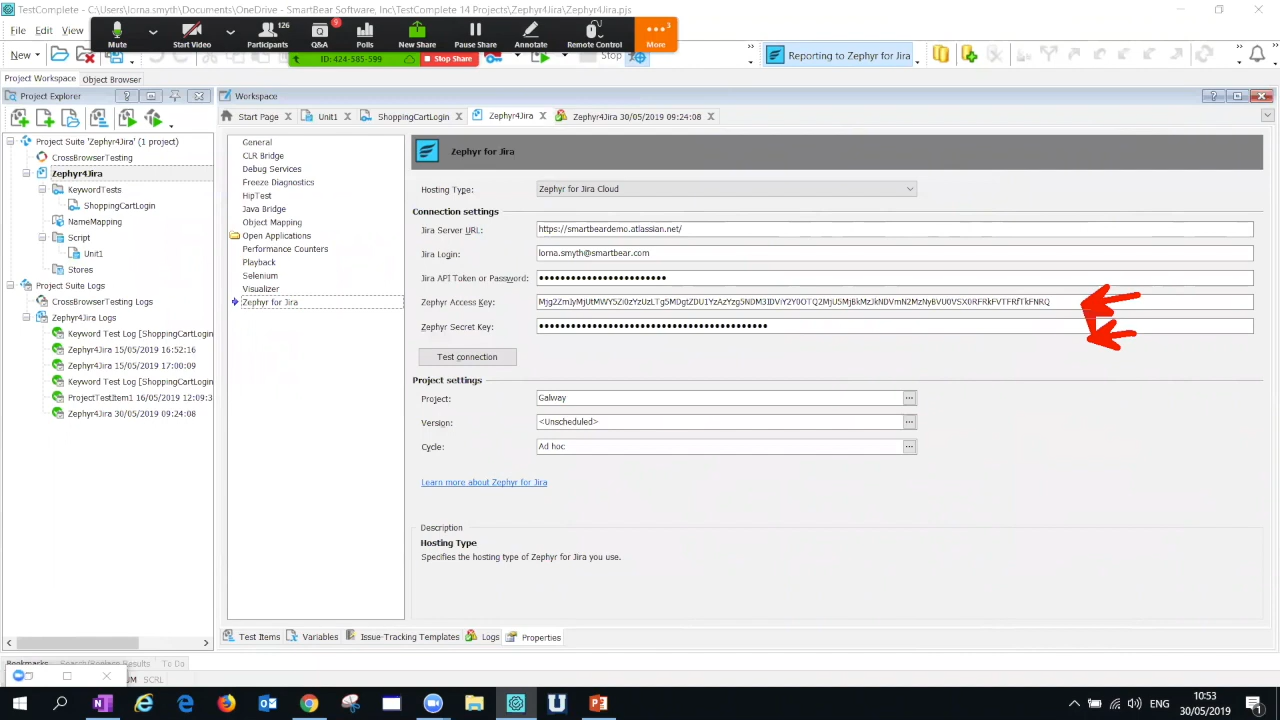 TestComplete - C:\Users\lorna.smyth\Documents\OneDrive - SmartBear Software, Inc\TestComplete 14 Projects\Zephyr4Jira\Zephyr4Jira.pjs
File Edit View
Mute Start Video Participants 126 Q&A 9 Polls New Share Pause Share Annotate Remote Control More
New Stop Reporting to Zephyr for Jira
ID: 424-585-599 Stop Share
Project Workspace Object Browser
Project Explorer
Workspace
Start Page Unit1 ShoppingCartLogin Zephyr4Jira Zephyr4Jira 30/05/2019 09:24:08
Project Suite 'Zephyr4Jira' (1 project)
CrossBrowserTesting
Zephyr4Jira
KeywordTests
ShoppingCartLogin
NameMapping
Script
Unit1
Stores
Project Suite Logs
CrossBrowserTesting Logs
Zephyr4Jira Logs
Keyword Test Log [ShoppingCartLogin
Zephyr4Jira 15/05/2019 16:52:16
Zephyr4Jira 15/05/2019 17:00:09
Keyword Test Log [ShoppingCartLogin
ProjectTestItem1 16/05/2019 12:09:3
Zephyr4Jira 30/05/2019 09:24:08
General
CLR Bridge
Debug Services
Freeze Diagnostics
HipTest
Java Bridge
Object Mapping
Open Applications
Performance Counters
Playback
Selenium
Visualizer
Zephyr for Jira
Zephyr for Jira
Hosting Type: Zephyr for Jira Cloud
Connection settings
Jira Server URL: https://smartbeardemo.atlassian.net/
Jira Login: lorna.smyth@smartbear.com
Jira API Token or Password:
Zephyr Access Key:
Zephyr Secret Key:
Test connection
Project settings
Project: Galway
Version: <Unscheduled>
Cycle: Ad hoc
Learn more about Zephyr for Jira
Description
Hosting Type
Specifies the hosting type of Zephyr for Jira you use.
Test Items Variables Issue-Tracking Templates Logs Properties
Bookmarks Search/Replace Results To Do
SCRL
ENG
10:53
30/05/2019